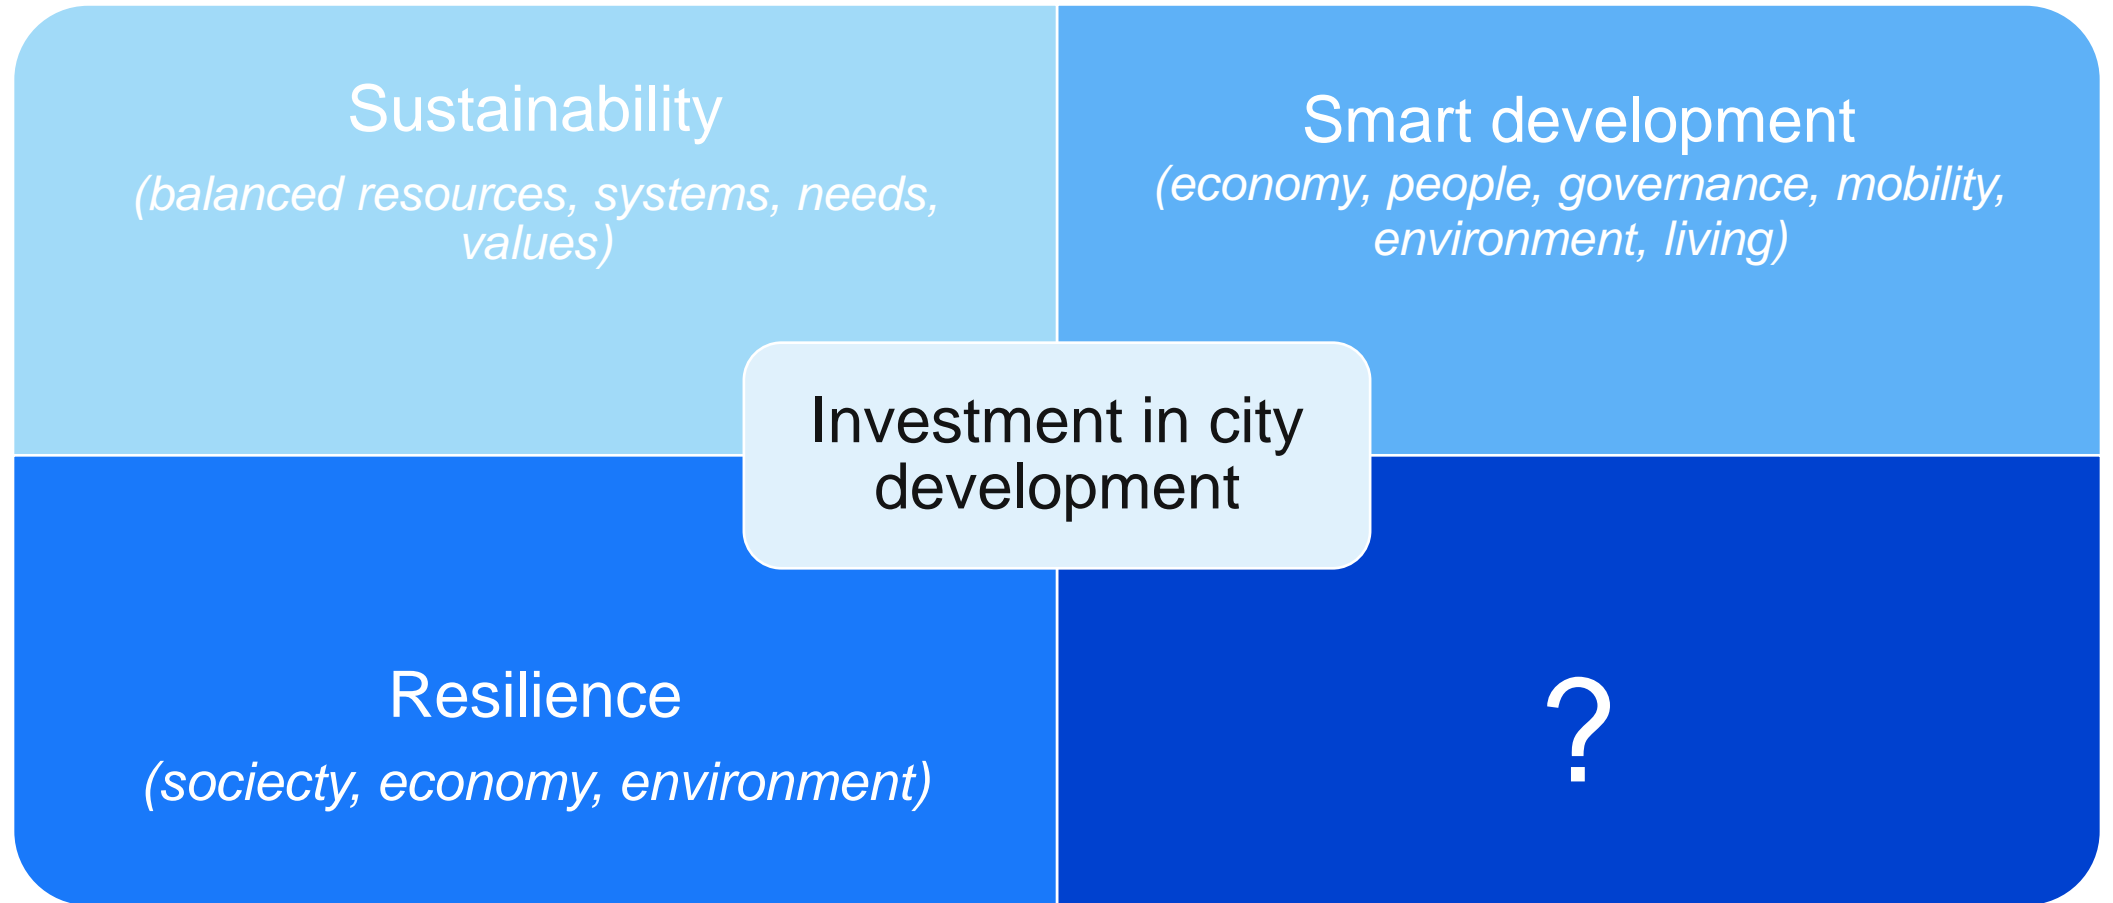 Sustainability
(balanced resources, systems, needs,
values)
Smart development
(economy, people, governance, mobility,
environment, living)
Investment in city
development
Resilience
(sociecty, economy, environment)
?